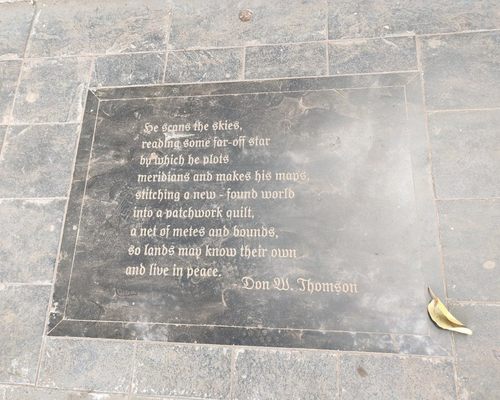 He scans the skies,
reading some far-off star
by which he plots
meridians and makes his maps,
stitching a new-found world
into a patchwork quilt,
a net of metes and bounds,
so lands may know their own
and live in peace.
Don W. Thomson